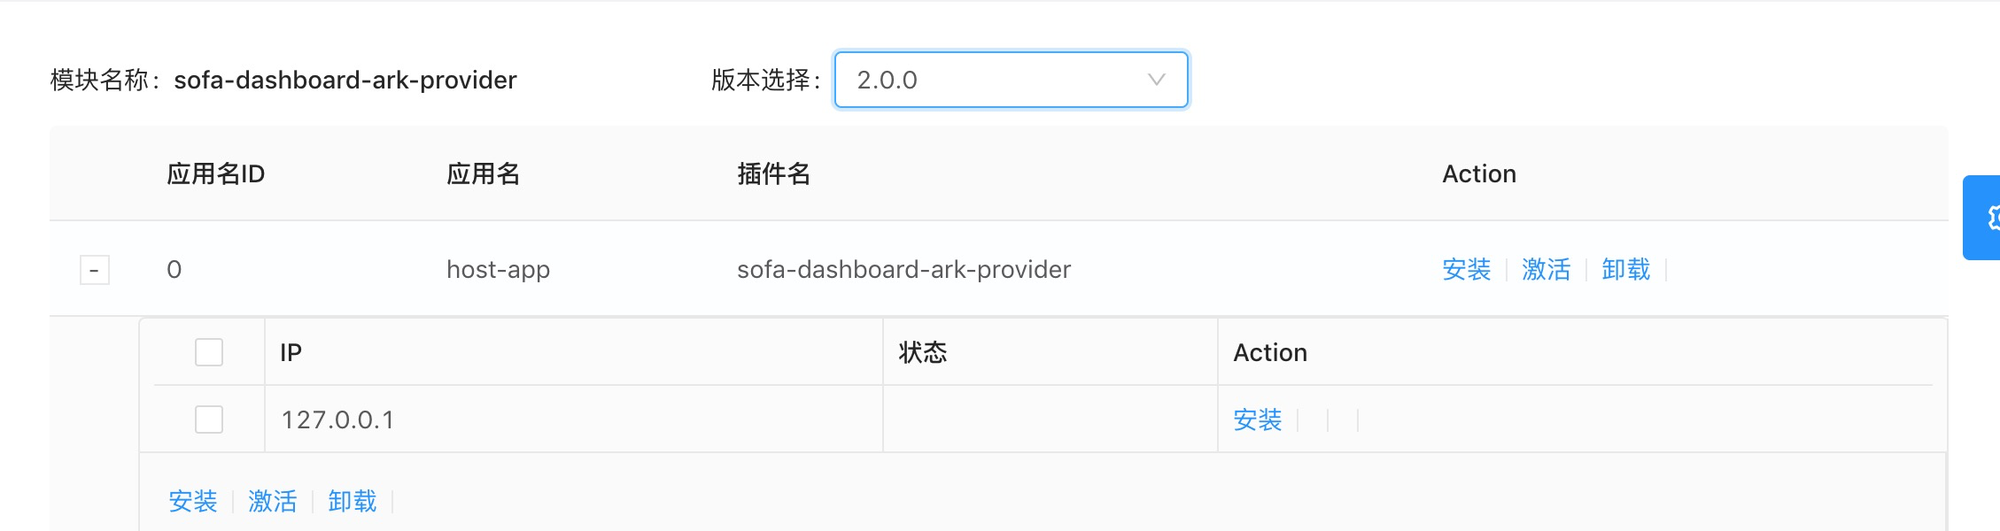 模块名称： sofa-dashboard-ark-provider 版本选择： 2.0.0
应用名ID 应用名 插件名 Action
- 0 host-app sofa-dashboard-ark-provider 安装 激活 卸载
IP 状态 Action
127.0.0.1 安装
安装 激活 卸载